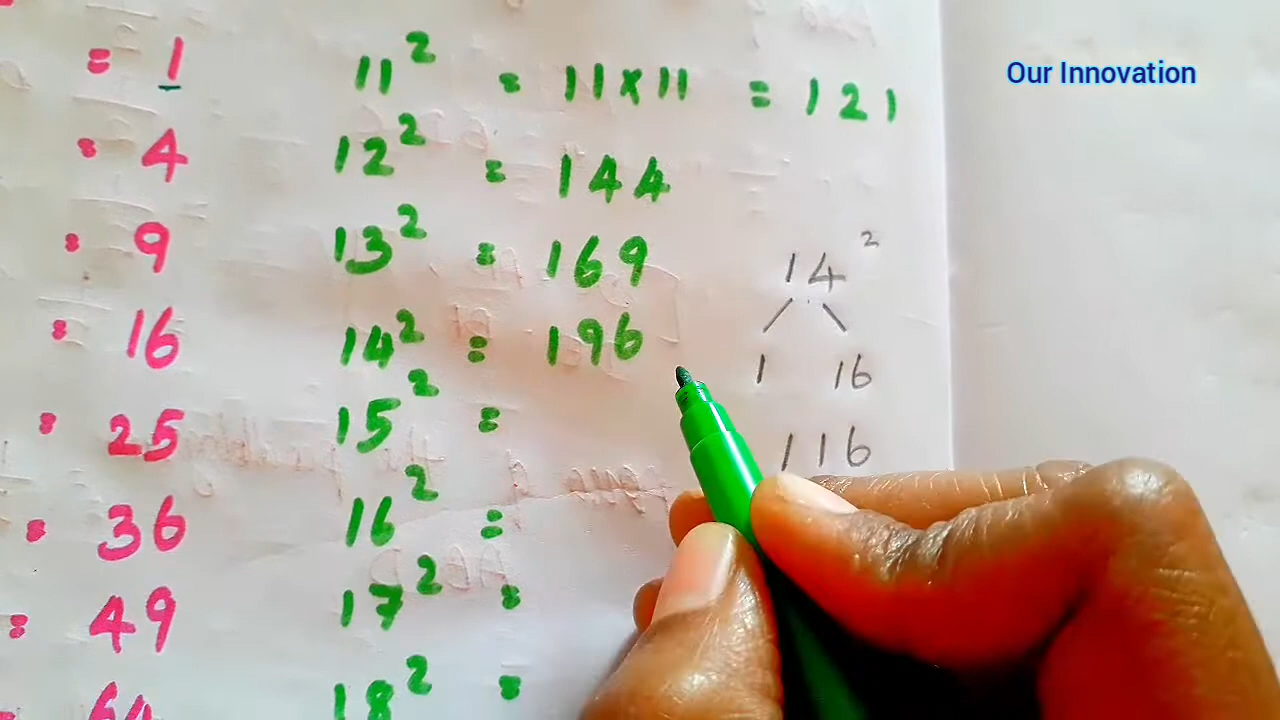 Our Innovation
= 1 11² = 11x11 = 121
= 4 12² = 144
= 9 13² = 169 14²
= 16 14² = 196 1 16
= 25 15² = 116
= 36 16² =
= 49 17² =
64 18² =